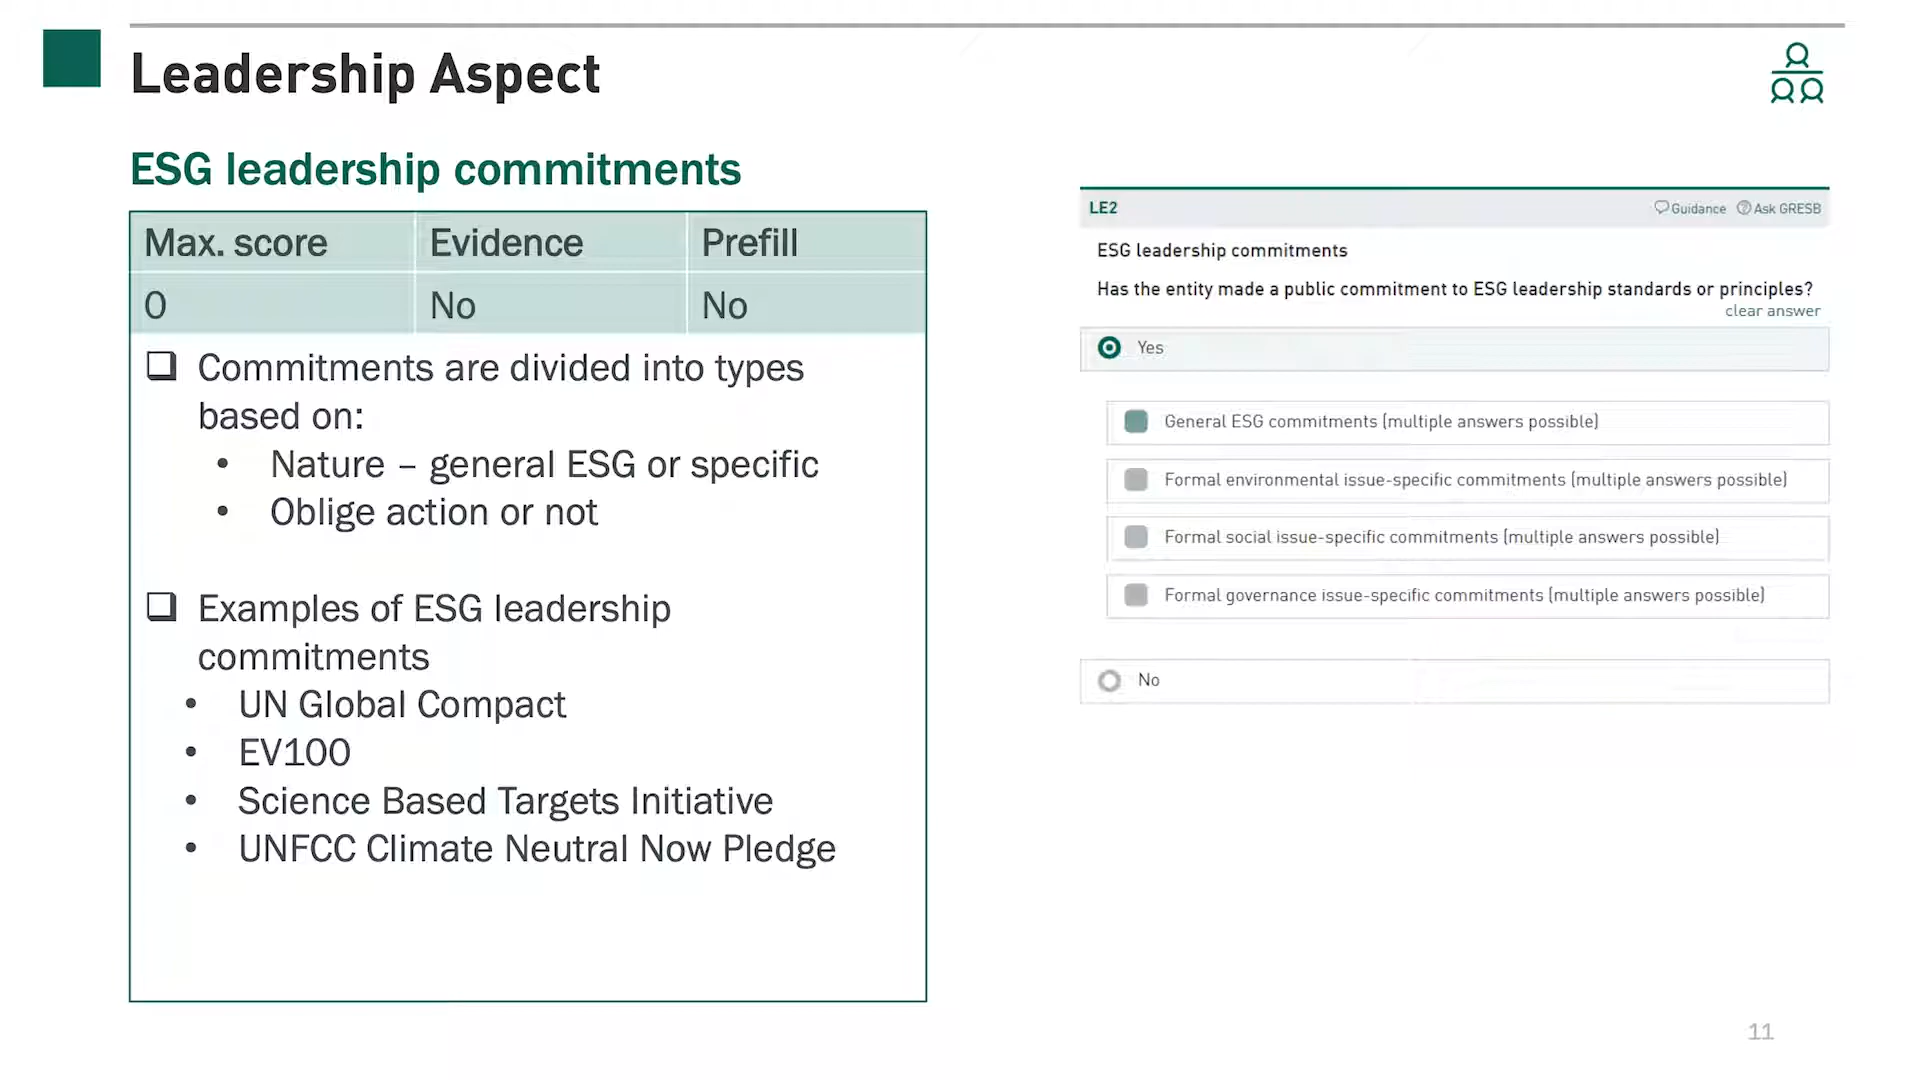 Leadership Aspect
ESG leadership commitments
Max. score Evidence Prefill
0 No No
Commitments are divided into types
based on:
• Nature – general ESG or specific
• Oblige action or not
Examples of ESG leadership
commitments
• UN Global Compact
• EV100
• Science Based Targets Initiative
• UNFCC Climate Neutral Now Pledge
LE2 Guidance Ask GRESB
ESG leadership commitments
Has the entity made a public commitment to ESG leadership standards or principles?
clear answer
Yes
General ESG commitments (multiple answers possible)
Formal environmental issue-specific commitments (multiple answers possible)
Formal social issue-specific commitments (multiple answers possible)
Formal governance issue-specific commitments (multiple answers possible)
No
11